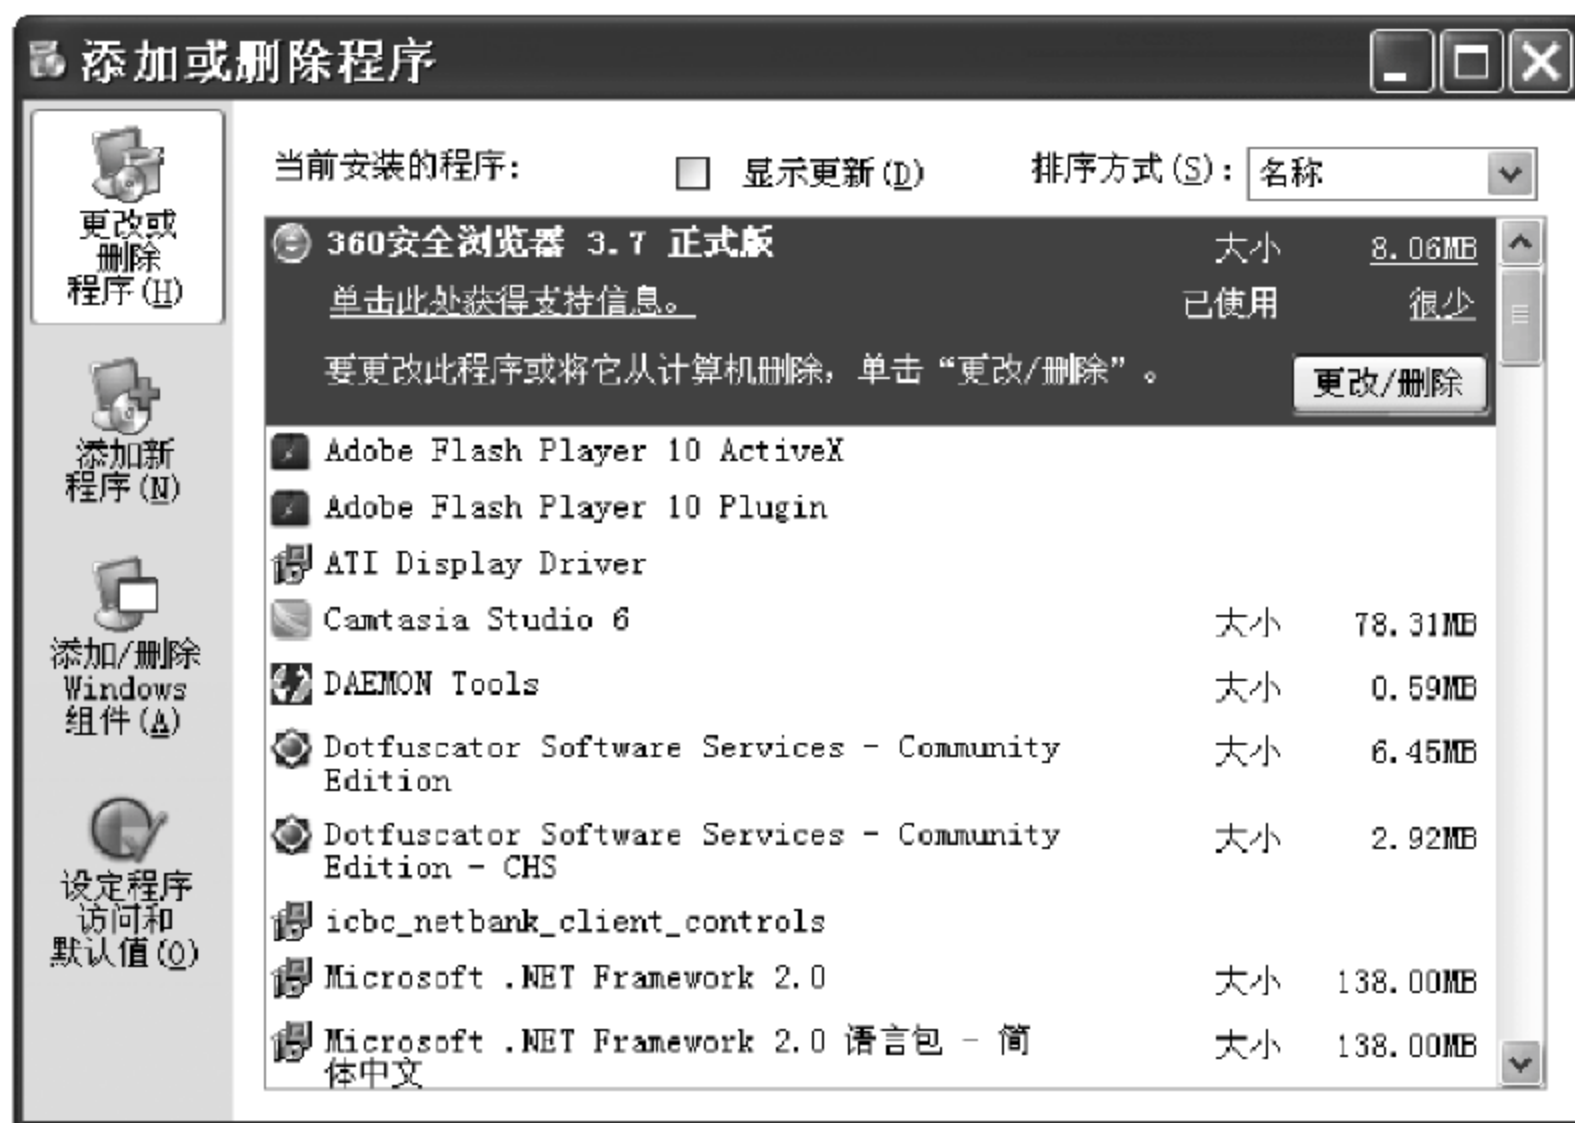 添加或删除程序
更改或
删除
程序(H)
添加新
程序(N)
添加/删除
Windows
组件(A)
设定程序
访问和
默认值(O)
当前安装的程序:
显示更新(D)
排序方式(S): 名称
360安全浏览器 3.7 正式版 大小 8.06MB
单击此处获得支持信息。 已使用 很少
要更改此程序或将它从计算机删除，单击“更改/删除”。 更改/删除
Adobe Flash Player 10 ActiveX
Adobe Flash Player 10 Plugin
ATI Display Driver
Camtasia Studio 6 大小 78.31MB
DAEMON Tools 大小 0.59MB
Dotfuscator Software Services - Community 大小 6.45MB
Edition
Dotfuscator Software Services - Community 大小 2.92MB
Edition - CHS
icbc_netbank_client_controls
Microsoft .NET Framework 2.0 大小 138.00MB
Microsoft .NET Framework 2.0 语言包 - 简 大小 138.00MB
体中文